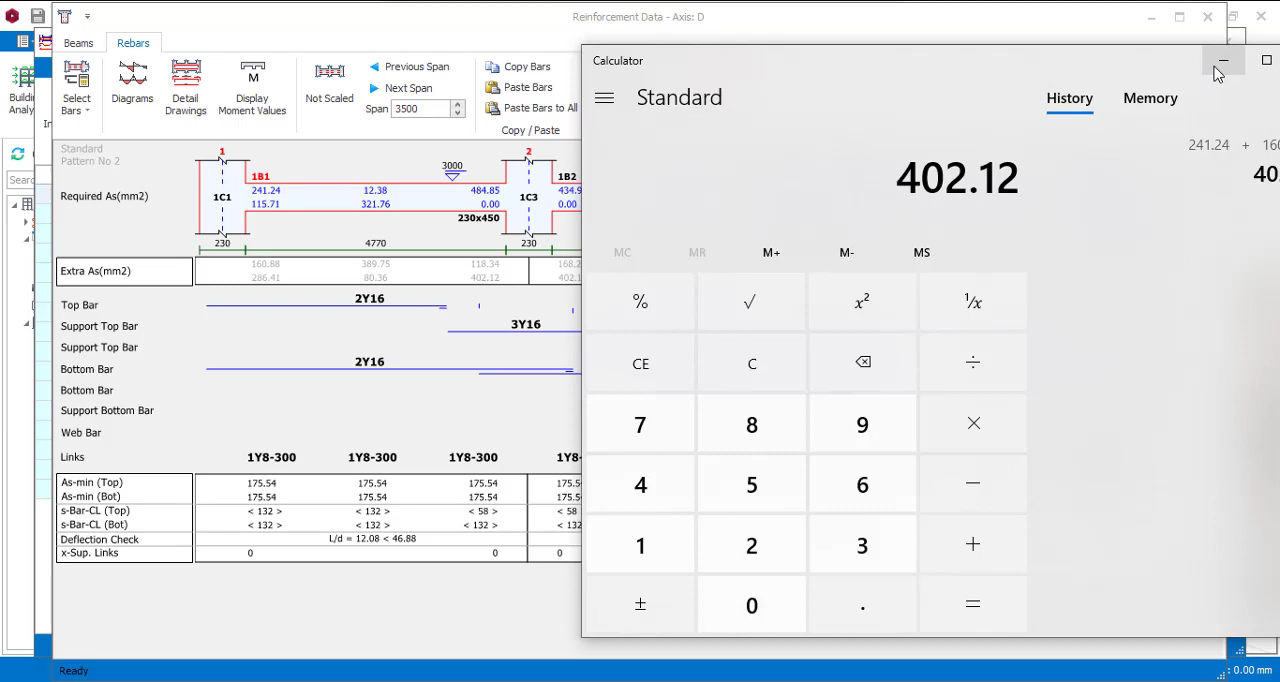 Reinforcement Data - Axis: D
Beams Rebars
Select Bars
Diagrams
Detail Drawings
Display Moment Values
Not Scaled
Previous Span
Next Span
Span 3500
Copy Bars
Paste Bars
Paste Bars to All
Copy / Paste
Standard
Pattern No 2
Required As(mm2)
1 2
1B1 3000 1B2
241.24 12.38 484.85
115.71 321.76 0.00 0.00
1C1 1C3
230x450
230 4770 230
Extra As(mm2)
160.88 389.75 118.34
286.41 80.36 402.12
Top Bar 2Y16
Support Top Bar 3Y16
Support Top Bar
Bottom Bar 2Y16
Bottom Bar
Support Bottom Bar
Web Bar
Links 1Y8-300 1Y8-300 1Y8-300
As-min (Top) 175.54 175.54 175.54
As-min (Bot) 175.54 175.54 175.54
s-Bar-CL (Top) < 132 > < 132 > < 58 > < 58
s-Bar-CL (Bot) < 132 > < 132 > < 132 > < 132
Deflection Check L/d = 12.08 < 46.88
x-Sup. Links 0 0 0
Ready
: 0.00 mm
Calculator
Standard
History Memory
241.24 +
402.12
MC MR M+ M- MS
% √ x² ¹/x
CE C ÷
7 8 9 ×
4 5 6 −
1 2 3 +
± 0 . =